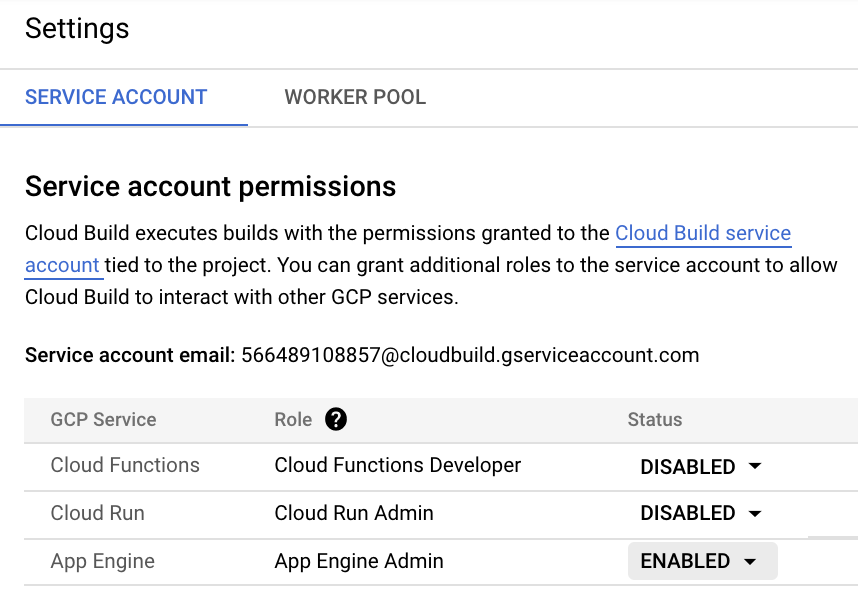 Settings
SERVICE ACCOUNT WORKER POOL
Service account permissions
Cloud Build executes builds with the permissions granted to the Cloud Build service
account tied to the project. You can grant additional roles to the service account to allow
Cloud Build to interact with other GCP services.
Service account email: 566489108857@cloudbuild.gserviceaccount.com
GCP Service Role ? Status
Cloud Functions Cloud Functions Developer DISABLED
Cloud Run Cloud Run Admin DISABLED
App Engine App Engine Admin ENABLED